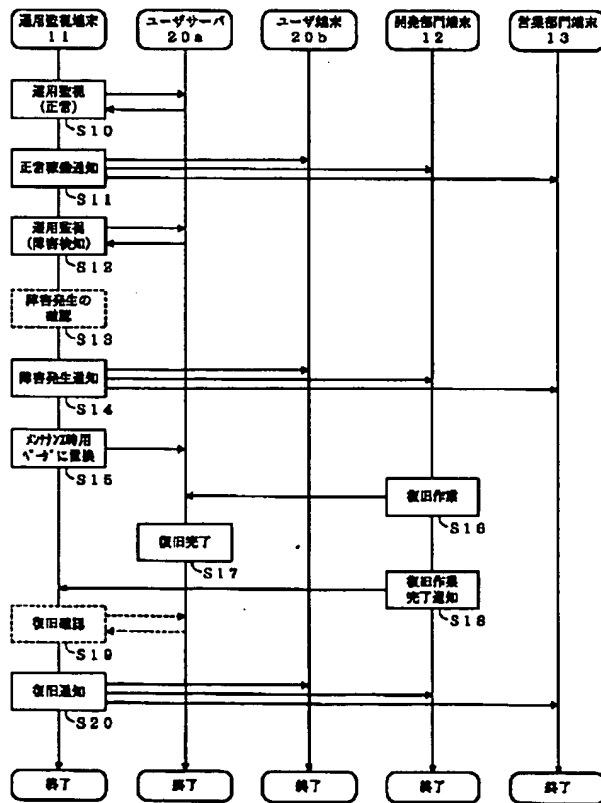 運用監視端末
11
ユーザサーバ
20a
ユーザ端末
20b
開発部門端末
12
営業部門端末
13
運用監視
(正常)
S10
正常稼働通知
S11
運用監視
(障害検知)
S12
障害発生の
確認
S13
障害発生通知
S14
メンテナンス時用
ページに置換
S15
復旧作業
S16
復旧完了
S17
復旧作業
完了通知
S18
復旧確認
S19
復旧通知
S20
終了
終了
終了
終了
終了